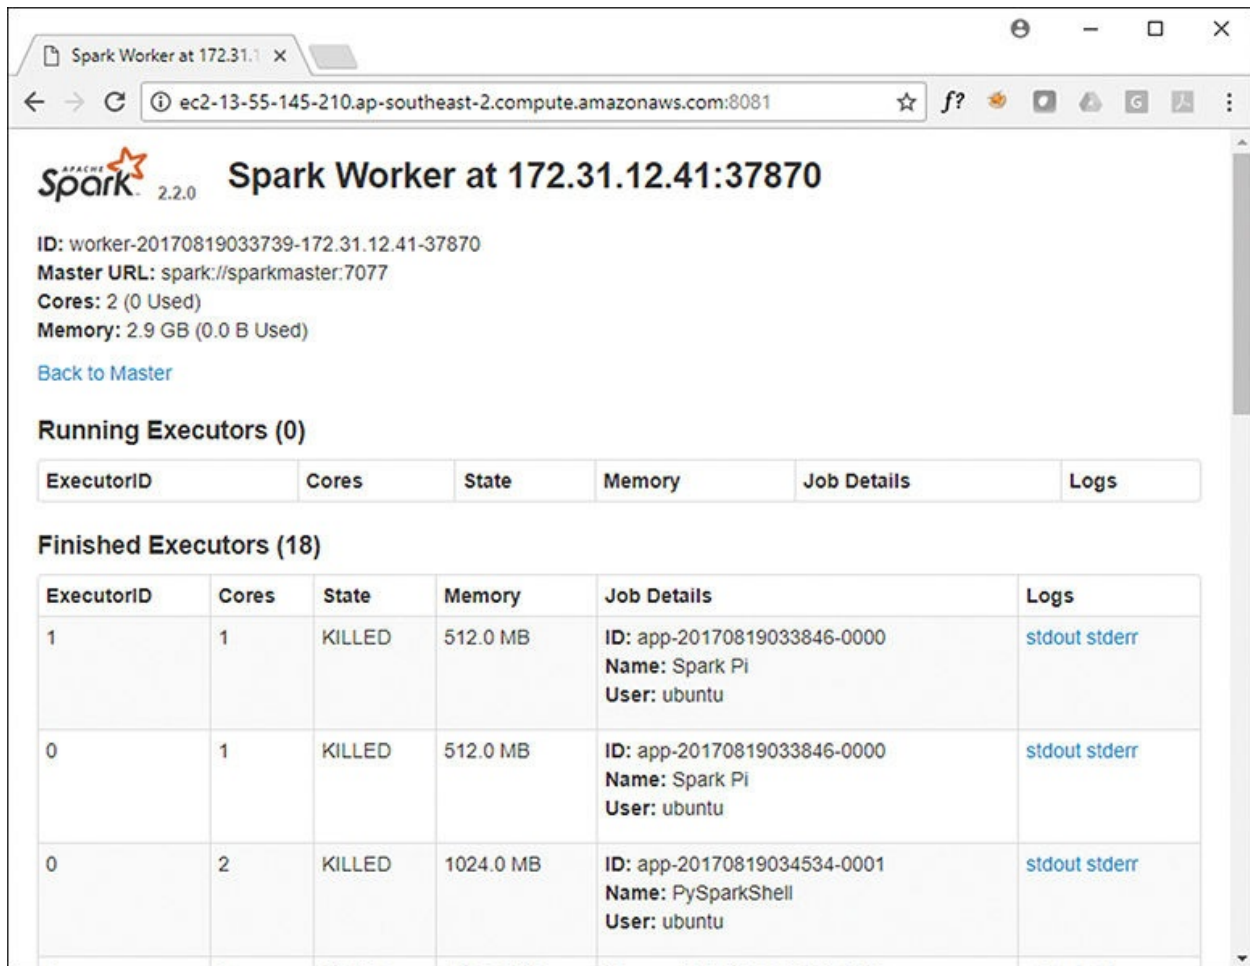 Spark Worker at 172.31.1
ec2-13-55-145-210.ap-southeast-2.compute.amazonaws.com:8081
f?
G
APACHE
Spark 2.2.0
Spark Worker at 172.31.12.41:37870
ID: worker-20170819033739-172.31.12.41-37870
Master URL: spark://sparkmaster:7077
Cores: 2 (0 Used)
Memory: 2.9 GB (0.0 B Used)
Back to Master
Running Executors (0)
ExecutorID Cores State Memory Job Details Logs
Finished Executors (18)
ExecutorID Cores State Memory Job Details Logs
1 1 KILLED 512.0 MB ID: app-20170819033846-0000 stdout stderr
Name: Spark Pi
User: ubuntu
0 1 KILLED 512.0 MB ID: app-20170819033846-0000 stdout stderr
Name: Spark Pi
User: ubuntu
0 2 KILLED 1024.0 MB ID: app-20170819034534-0001 stdout stderr
Name: PySparkShell
User: ubuntu